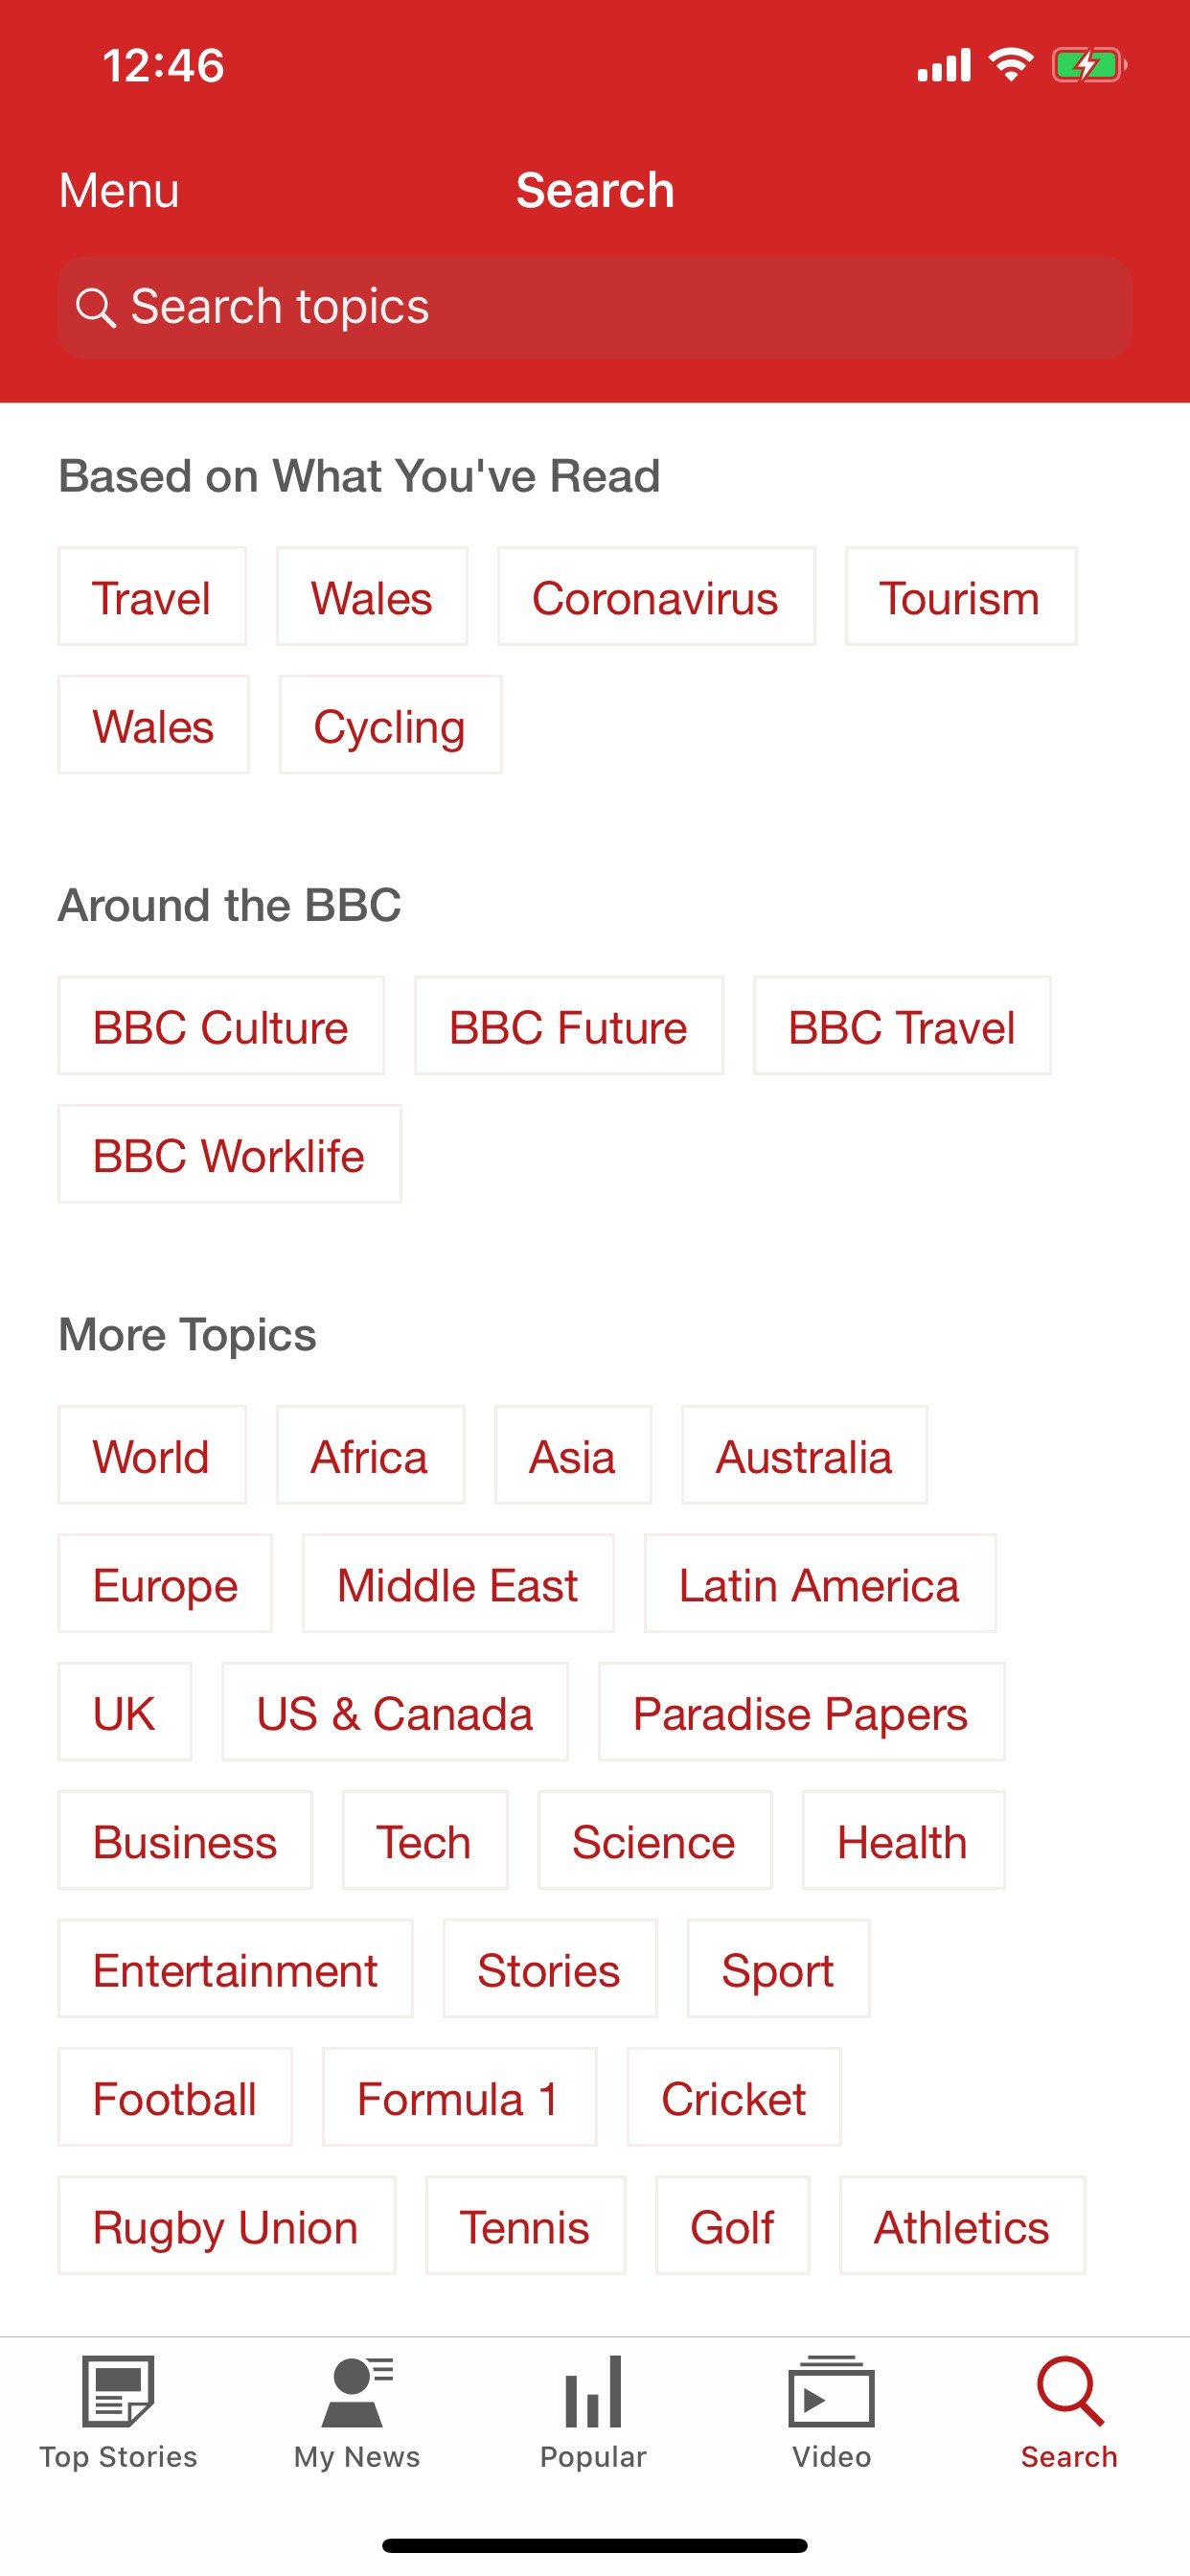 12:46
Menu Search
Search topics
Based on What You've Read
Travel Wales Coronavirus Tourism
Wales Cycling
Around the BBC
BBC Culture BBC Future BBC Travel
BBC Worklife
More Topics
World Africa Asia Australia
Europe Middle East Latin America
UK US & Canada Paradise Papers
Business Tech Science Health
Entertainment Stories Sport
Football Formula 1 Cricket
Rugby Union Tennis Golf Athletics
Top Stories My News Popular Video Search